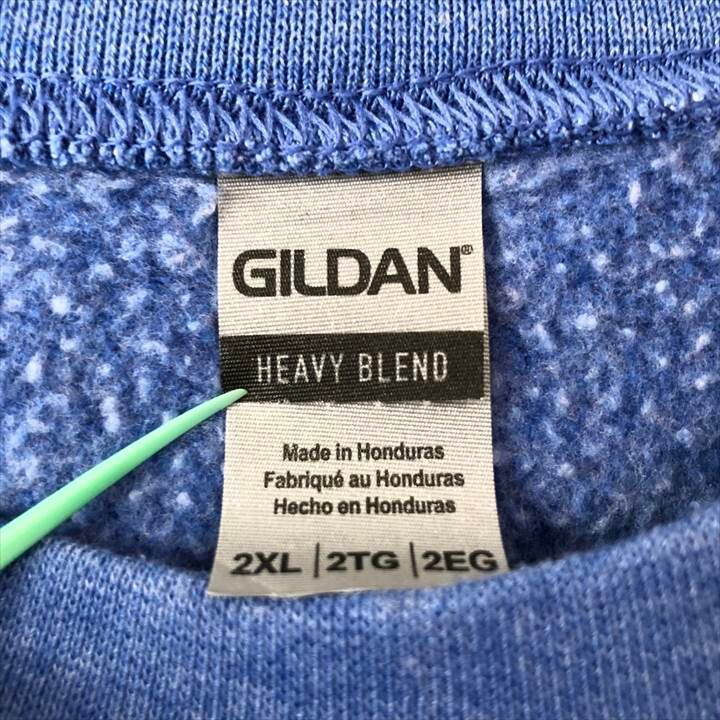 GILDAN®
HEAVY BLEND
Made in Honduras
Fabriqué au Honduras
Hecho en Honduras
2XL | 2TG | 2EG